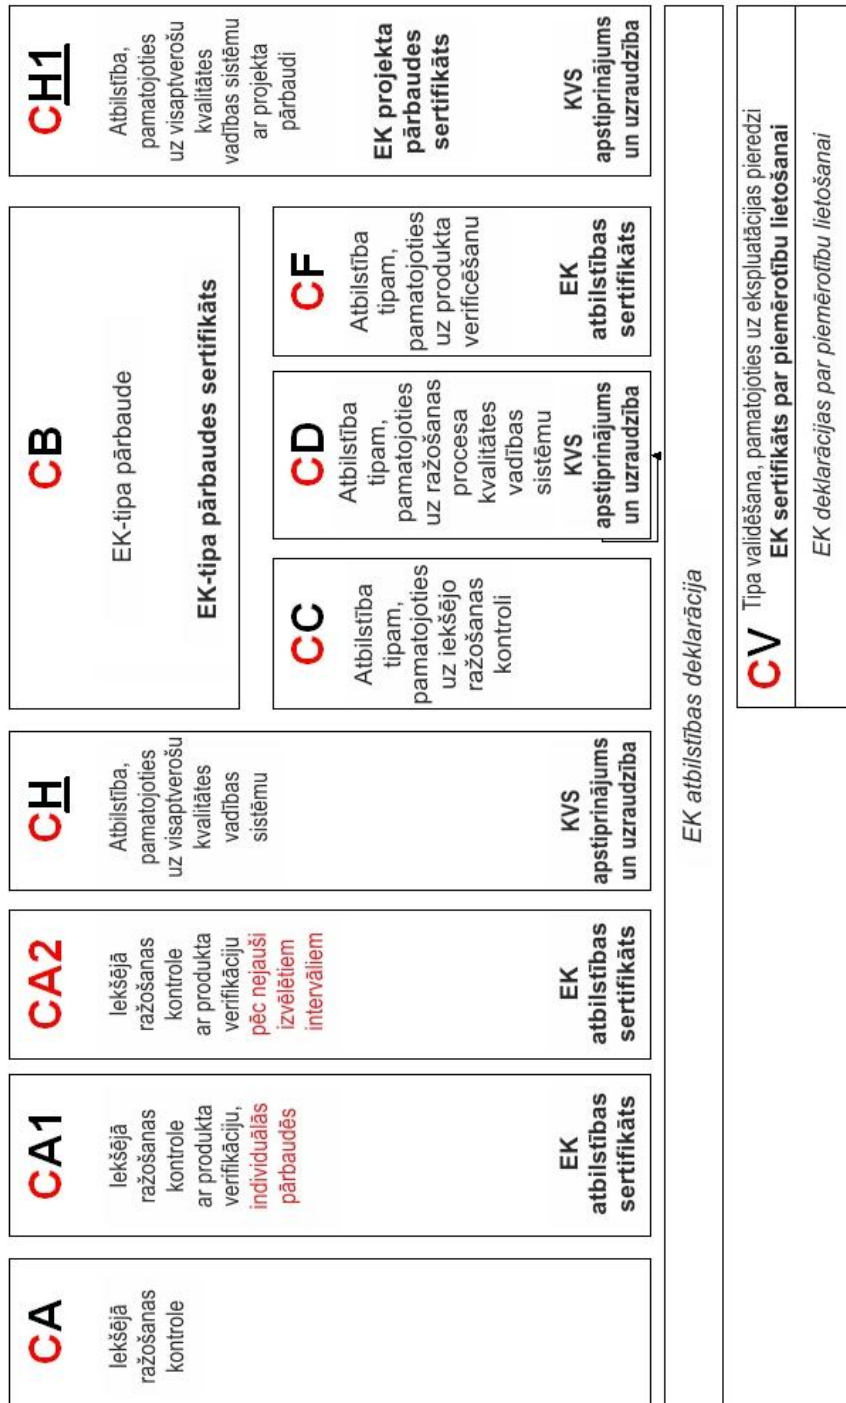 CA
Iekšējā
ražošanas
kontrole
CA1
Iekšējā
ražošanas
kontrole
ar produkta
verifikāciju,
individuālās
pārbaudēs
EK
atbilstības
sertifikāts
CA2
Iekšējā
ražošanas
kontrole
ar produkta
verifikāciju
pēc nejauši
izvēlētiem
intervāliem
EK
atbilstības
sertifikāts
CH
Atbilstība,
pamatojoties
uz visaptverošu
kvalitātes
vadības
sistēmu
KVS
apstiprinājums
un uzraudzība
CB
EK-tipa pārbaude
EK-tipa pārbaudes sertifikāts
CC
Atbilstība
tipam,
pamatojoties
uz iekšējo
ražošanas
kontroli
CD
Atbilstība
tipam,
pamatojoties
uz ražošanas
procesa
kvalitātes
vadības
sistēmu
KVS
apstiprinājums
un uzraudzība
CF
Atbilstība
tipam,
pamatojoties
uz produkta
verificēšanu
EK
atbilstības
sertifikāts
CH1
Atbilstība,
pamatojoties
uz visaptverošu
kvalitātes
vadības sistēmu
ar projekta
pārbaudi
EK projekta
pārbaudes
sertifikāts
KVS
apstiprinājums
un uzraudzība
EK atbilstības deklarācija
CV Tipa validēšana, pamatojoties uz ekspluatācijas pieredzi
EK sertifikāts par piemērotību lietošanai
EK deklarācijas par piemērotību lietošanai